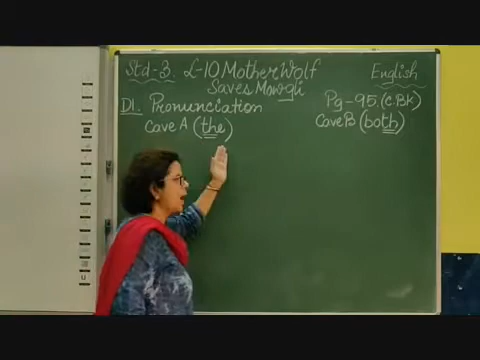 Std-3. L-10 Mother Wolf English
Saves Mowgli
D1. Pronunciation Pg-95.(C.Bk)
Cave A (the) Cave B (both)